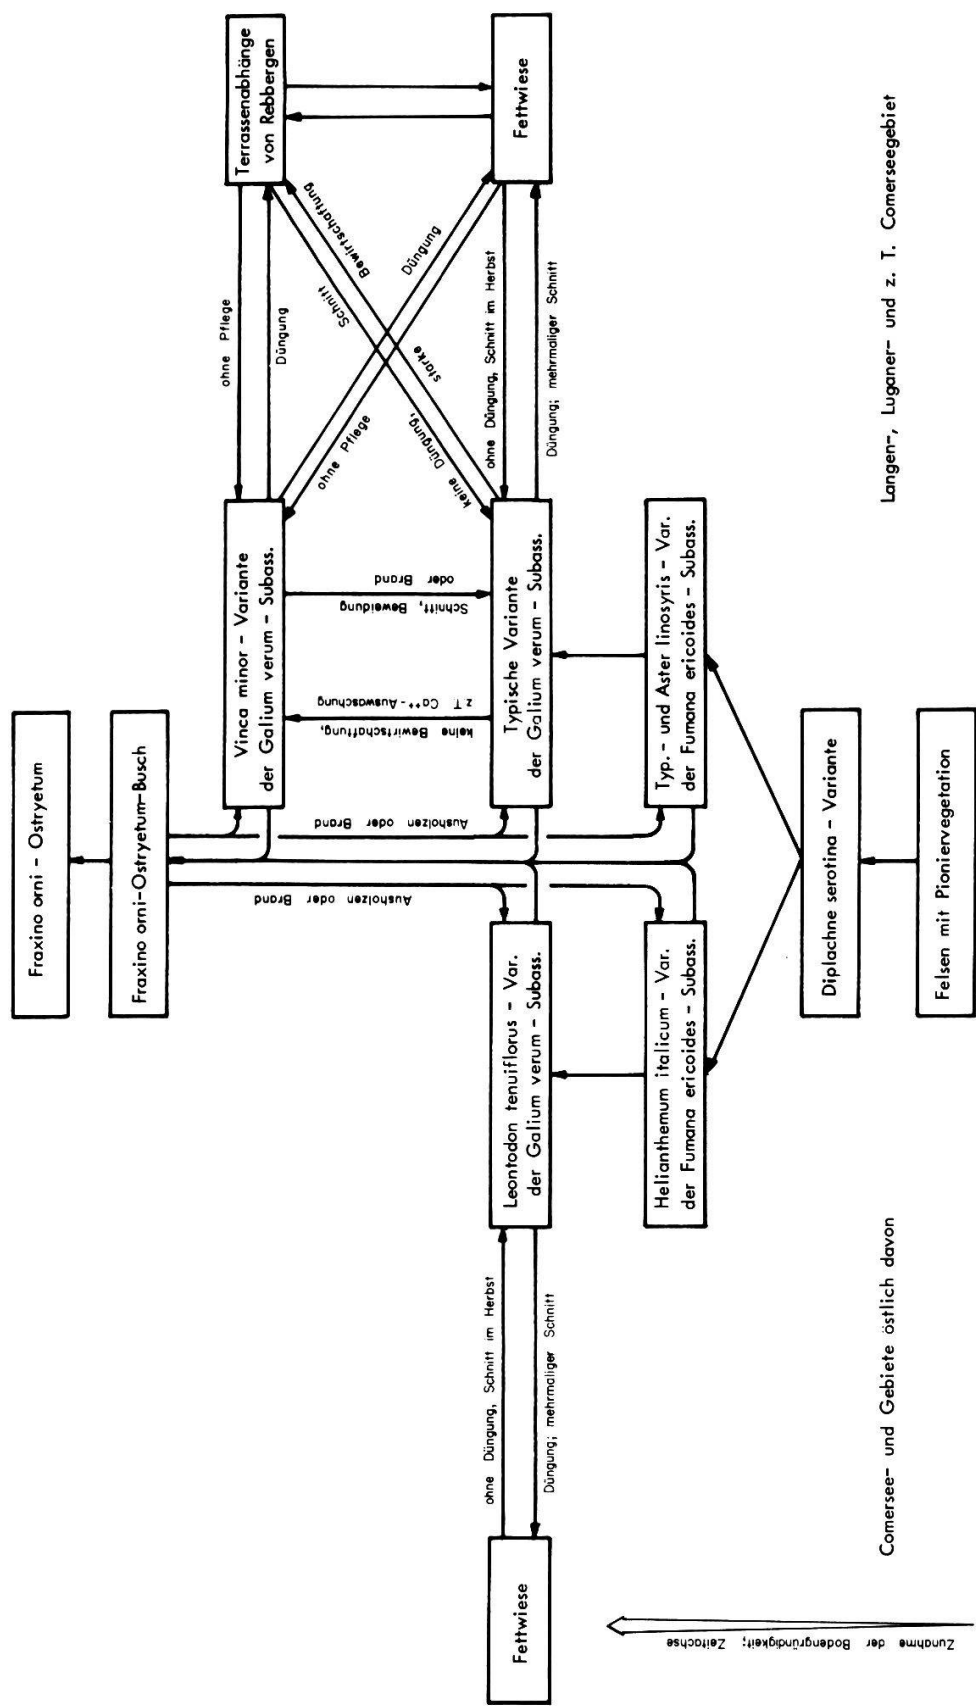 Fraxino orni - Ostryetum
Fraxino orni-Ostryetum-Busch
Ausholzen oder Brand
Ausholzen oder Brand
Vinca minor - Variante
der Galium verum - Subass.
ohne Pflege
Düngung
Terrassenabhänge
von Rebbergen
keine Bewirtschaftung,
z T Ca++ - Auswaschung
Schnitt, Beweidung
oder Brand
keine Düngung, Schnitt
starke Bewirtschaftung
ohne Pflege
Düngung
Fettwiese
ohne Düngung, Schnitt im Herbst
Düngung; mehrmaliger Schnitt
Leontodon tenuiflorus - Var.
der Galium verum - Subass.
Typische Variante
der Galium verum - Subass.
ohne Düngung, Schnitt im Herbst
Düngung; mehrmaliger Schnitt
Fettwiese
Helianthemum italicum - Var.
der Fumana ericoides - Subass.
Typ. - und Aster linosyris - Var.
der Fumana ericoides - Subass.
Diplachne serotina - Variante
Felsen mit Pioniervegetation
Zunahme der Bodengründigkeit; Zeitachse
Comersee- und Gebiete östlich davon
Langen-, Luganer- und z. T. Comerseegebiet